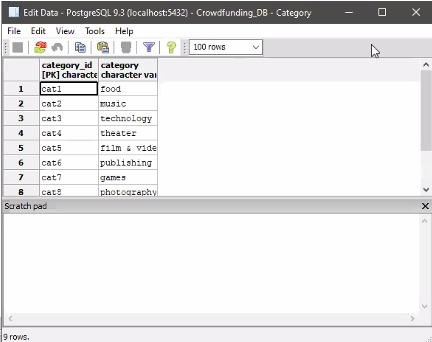 Edit Data - PostgreSQL 9.3 (localhost:5432) - Crowdfunding_DB - Category
File Edit View Tools Help
100 rows
category_id category
[PK] characte character var
1 cat1 food
2 cat2 music
3 cat3 technology
4 cat4 theater
5 cat5 film & vide
6 cat6 publishing
7 cat7 games
8 cat8 photography
Scratch pad
9 rows.